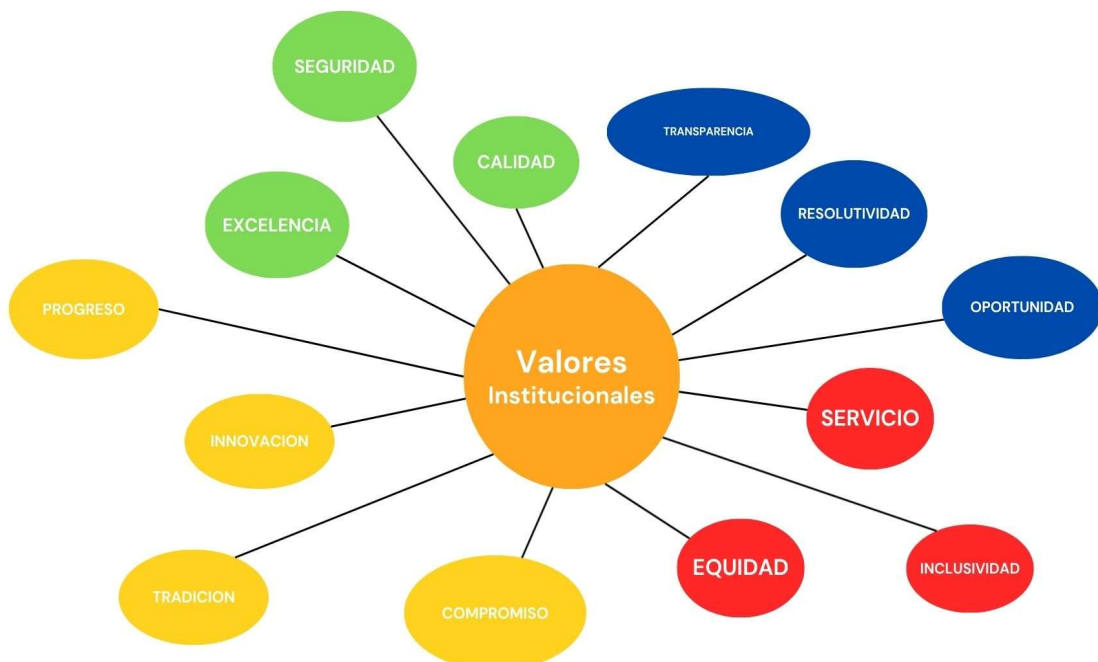 SEGURIDAD
TRANSPARENCIA
CALIDAD
RESOLUTIVIDAD
EXCELENCIA
PROGRESO
OPORTUNIDAD
Valores
Institucionales
SERVICIO
INNOVACION
EQUIDAD
INCLUSIVIDAD
TRADICION
COMPROMISO